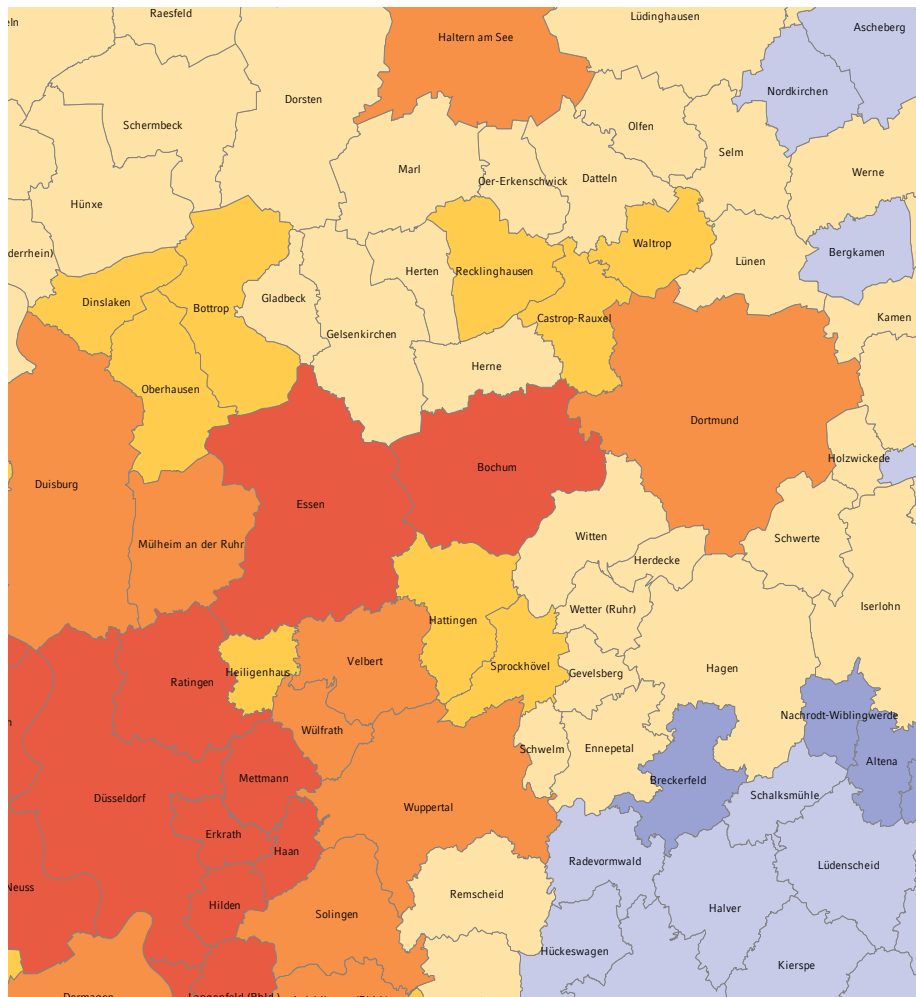 Raesfeld
Lüdinghausen
Ascheberg
Haltern am See
Nordkirchen
Dorsten
Schermbeck
Olfen
Selm
Marl
Oer-Erkenschwick
Datteln
Werne
Hünxe
derrhein)
Waltrop
Bergkamen
Lünen
Herten
Recklinghausen
Dinslaken
Gladbeck
Bottrop
Castrop-Rauxel
Kamen
Gelsenkirchen
Herne
Oberhausen
Dortmund
Holzwickede
Bochum
Duisburg
Essen
Witten
Schwerte
Mülheim an der Ruhr
Herdecke
Iserlohn
Wetter (Ruhr)
Hattingen
Velbert
Sprockhövel
Hagen
Heiligenhaus
Gevelsberg
Ratingen
Nachrodt-Wiblingwerde
Wülfrath
Schwelm
Ennepetal
Altena
Mettmann
Breckerfeld
Düsseldorf
Schalksmühle
Wuppertal
Erkrath
Haan
Radevormwald
Lüdenscheid
Neuss
Remscheid
Hilden
Halver
Solingen
Hückeswagen
Kierspe
Dormagen
Langenfeld (Rhld.)